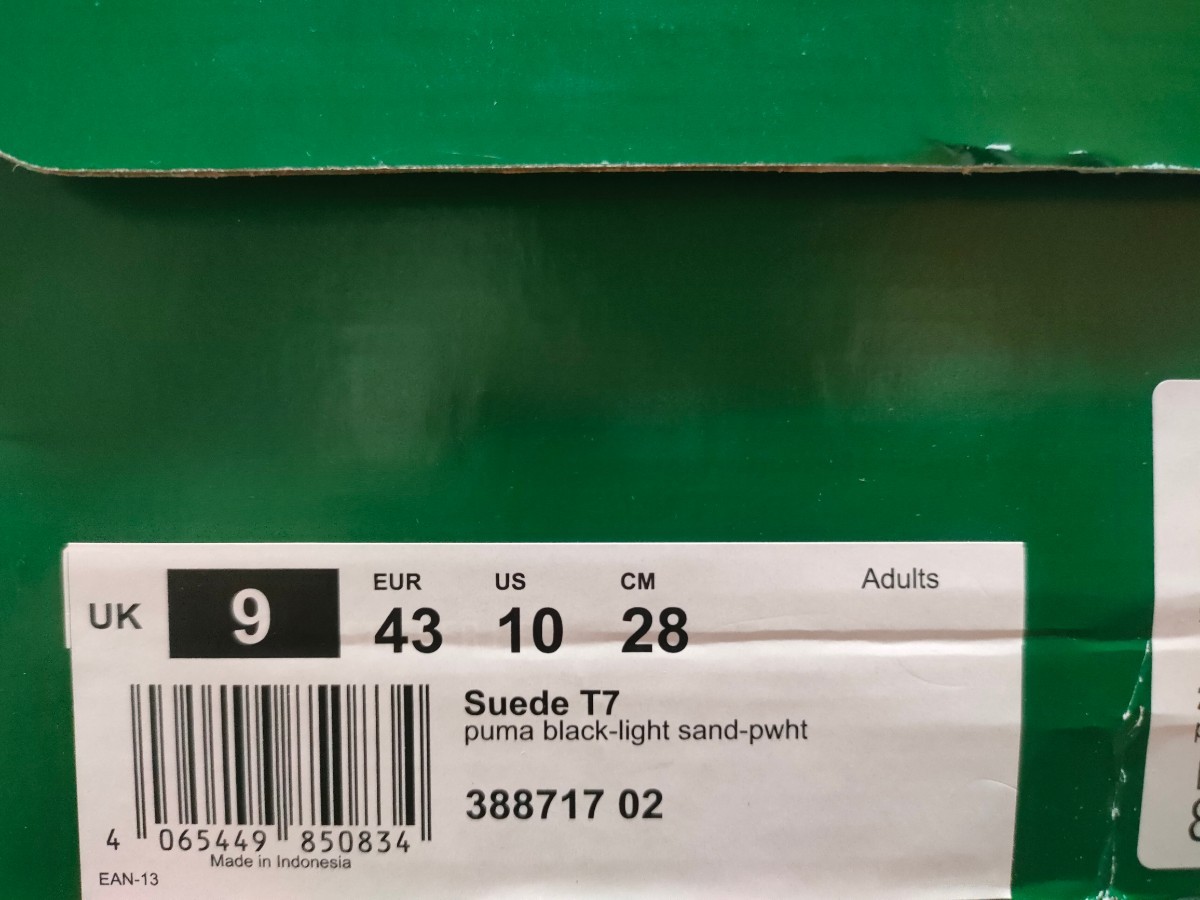 UK 9 EUR 43 US 10 CM 28 Adults
Suede T7
puma black-light sand-pwht
388717 02
4 065449 850834
Made in Indonesia
EAN-13